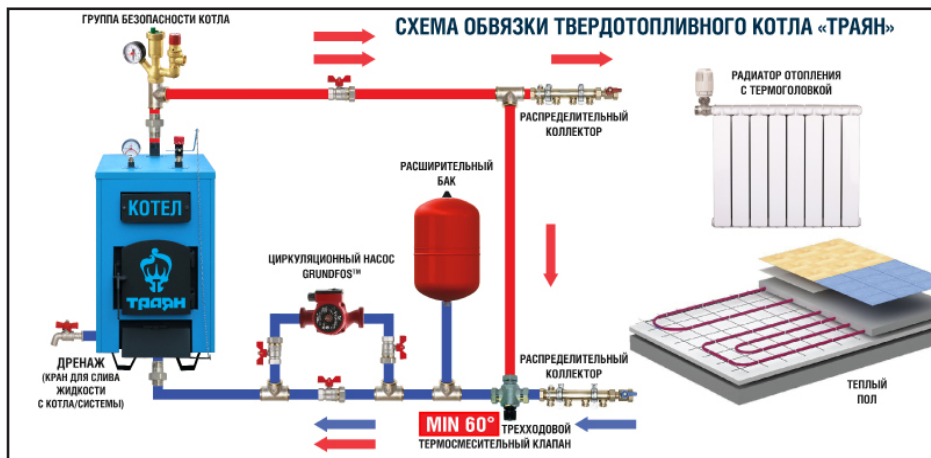 ГРУППА БЕЗОПАСНОСТИ КОТЛА
СХЕМА ОБВЯЗКИ ТВЕРДОТОПЛИВНОГО КОТЛА «ТРАЯН»
РАСПРЕДЕЛИТЕЛЬНЫЙ
КОЛЛЕКТОР
РАДИАТОР ОТОПЛЕНИЯ
С ТЕРМОГОЛОВКОЙ
РАСШИРИТЕЛЬНЫЙ
БАК
КОТЕЛ
ТРАЯН
ЦИРКУЛЯЦИОННЫЙ НАСОС
GRUNDFOS™
ДРЕНАЖ
(КРАН ДЛЯ СЛИВА
ЖИДКОСТИ
С КОТЛА/СИСТЕМЫ)
РАСПРЕДЕЛИТЕЛЬНЫЙ
КОЛЛЕКТОР
ТЕПЛЫЙ
ПОЛ
MIN 60° ТРЕХХОДОВОЙ
ТЕРМОСМЕСИТЕЛЬНЫЙ КЛАПАН